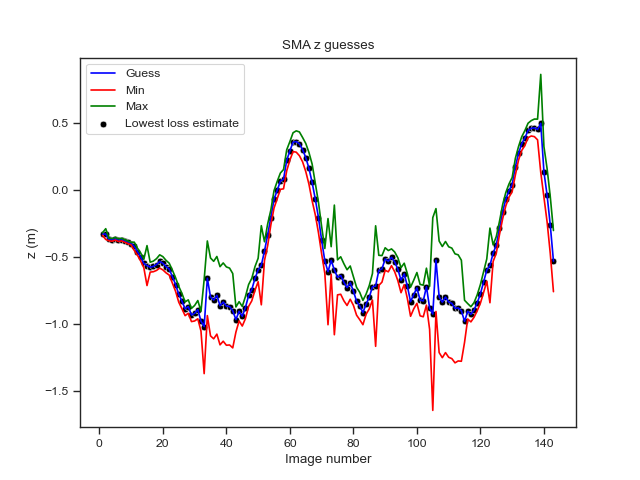 SMA z guesses
Guess
Min
Max
Lowest loss estimate
z (m)
0.5
0.0
−0.5
−1.0
−1.5
0 20 40 60 80 100 120 140
Image number